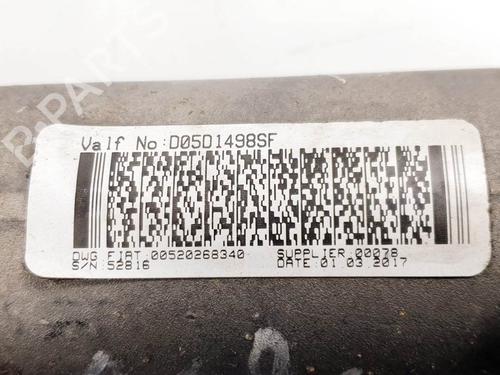 B-PARTS
Valf No:D05D1498SF
DWG FIAT:00520268340 SUPPLIER 00078
S/N:52816 DATE:01 03 2017